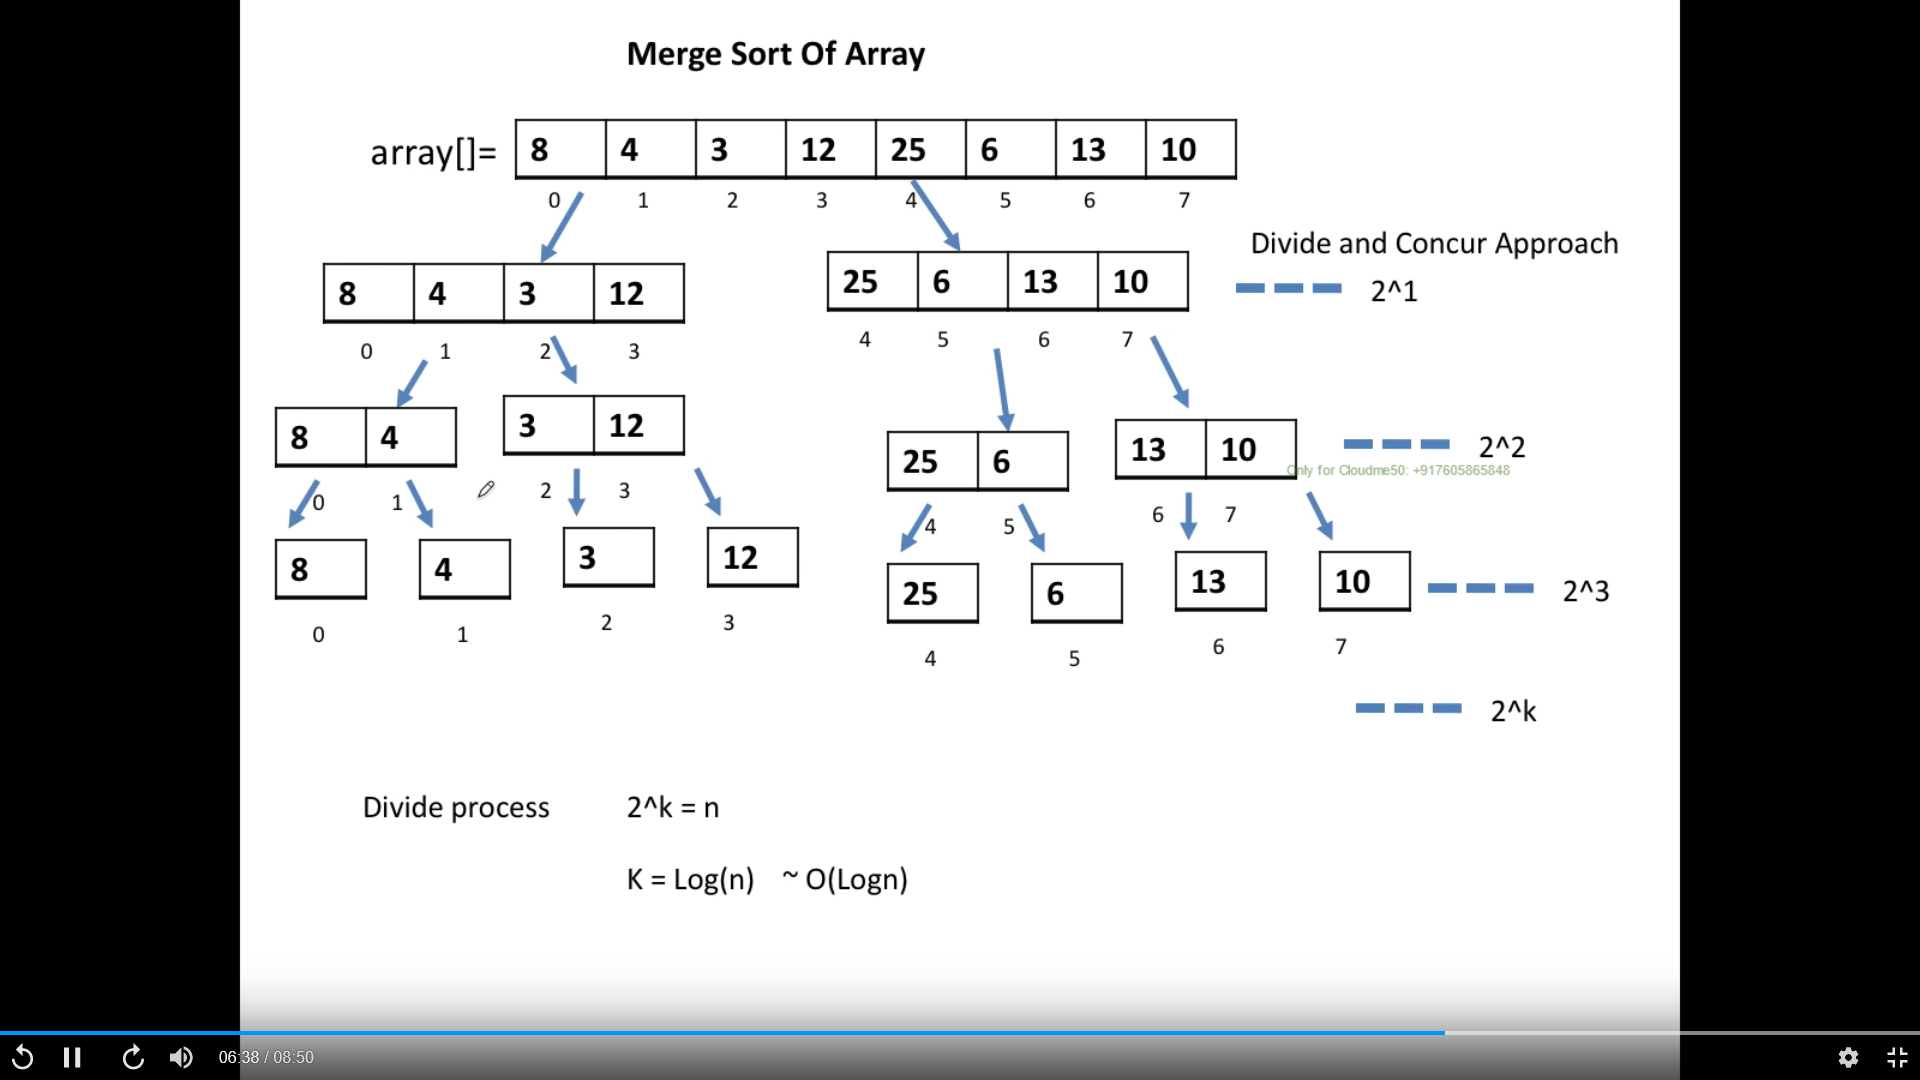 Merge Sort Of Array
array[]= 8 4 3 12 25 6 13 10
0 1 2 3 4 5 6 7
Divide and Concur Approach
8 4 3 12 25 6 13 10 2^1
0 1 2 3 4 5 6 7
8 4 3 12 25 6 13 10 2^2
Only for Cloudme50: +917605865848
0 1 2 3 4 5 6 7
8 4 3 12 25 6 13 10 2^3
0 1 2 3 4 5 6 7
2^k
Divide process 2^k = n
K = Log(n) ~ O(Logn)
06:38 / 08:50